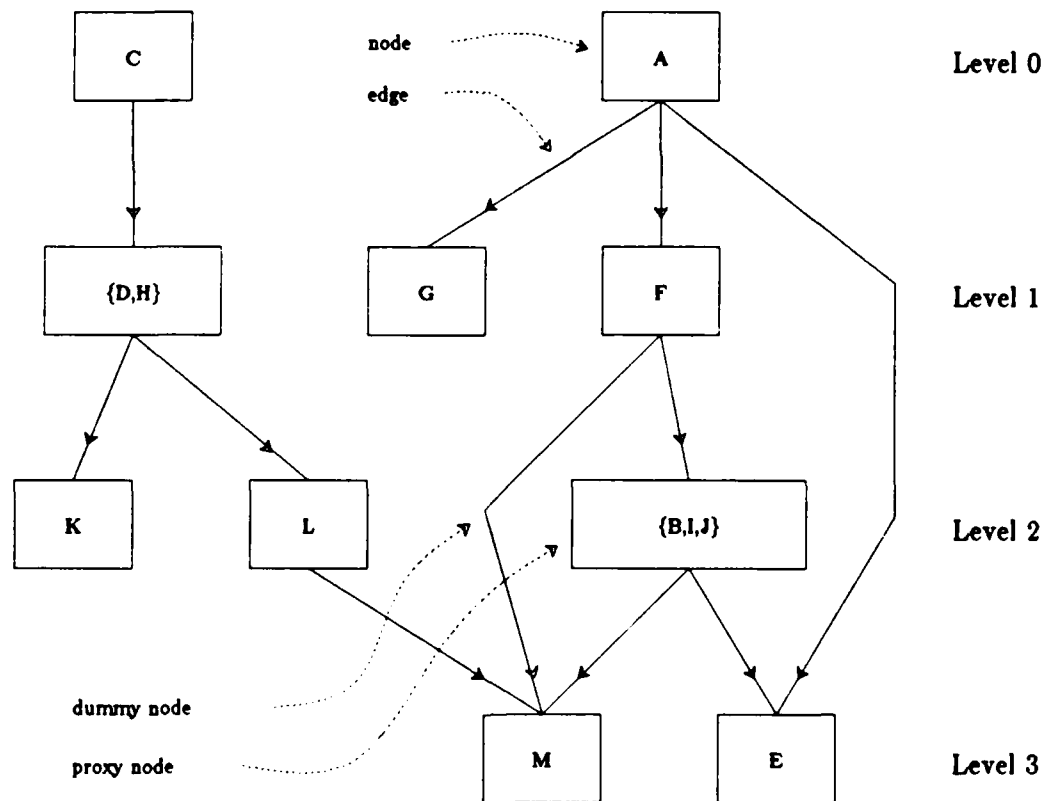 C
node
A
Level 0
edge
{D,H}
G
F
Level 1
K
L
{B,I,J}
Level 2
dummy node
proxy node
M
E
Level 3